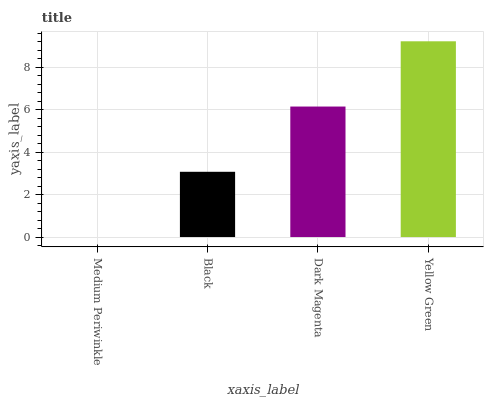 title
yaxis_label
8
6
4
2
0
Medium Periwinkle
Black
Dark Magenta
Yellow Green
xaxis_label